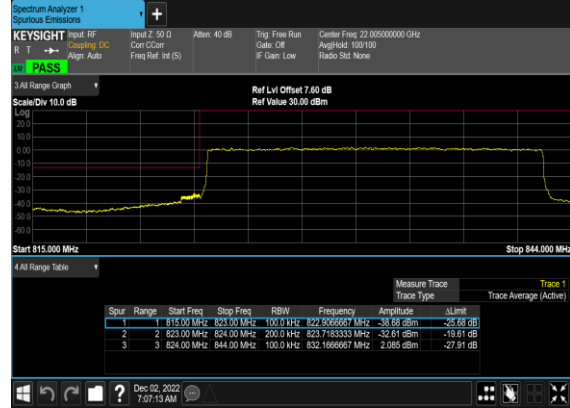 Spectrum Analyzer 1
Spurious Emissions
+
KEYSIGHT Input: RF Input Z: 50 Ω Atten: 40 dB Trig: Free Run Center Freq: 22.005000000 GHz
R T Coupling: DC Corr CCorr Gate: Off Avg|Hold: 100/100
Align: Auto Freq Ref: Int (S) IF Gain: Low Radio Std: None
PASS
3 All Range Graph Ref Lvl Offset 7.60 dB
Scale/Div 10.0 dB Ref Value 30.00 dBm
Log
20.0
10.0
0.00
-10.0
-20.0
-30.0
-40.0
-50.0
-60.0
Start 815.000 MHz Stop 844.000 MHz
4 All Range Table
Measure Trace Trace 1
Trace Type Trace Average (Active)
Spur Range Start Freq Stop Freq RBW Frequency Amplitude ΔLimit
1 1 815.00 MHz 823.00 MHz 100.0 kHz 822.9066667 MHz -38.68 dBm -25.68 dB
2 2 823.00 MHz 824.00 MHz 200.0 kHz 823.7183333 MHz -32.61 dBm -19.61 dB
3 3 824.00 MHz 844.00 MHz 100.0 kHz 832.1666667 MHz 2.085 dBm -27.91 dB
? Dec 02, 2022
7:07:13 AM